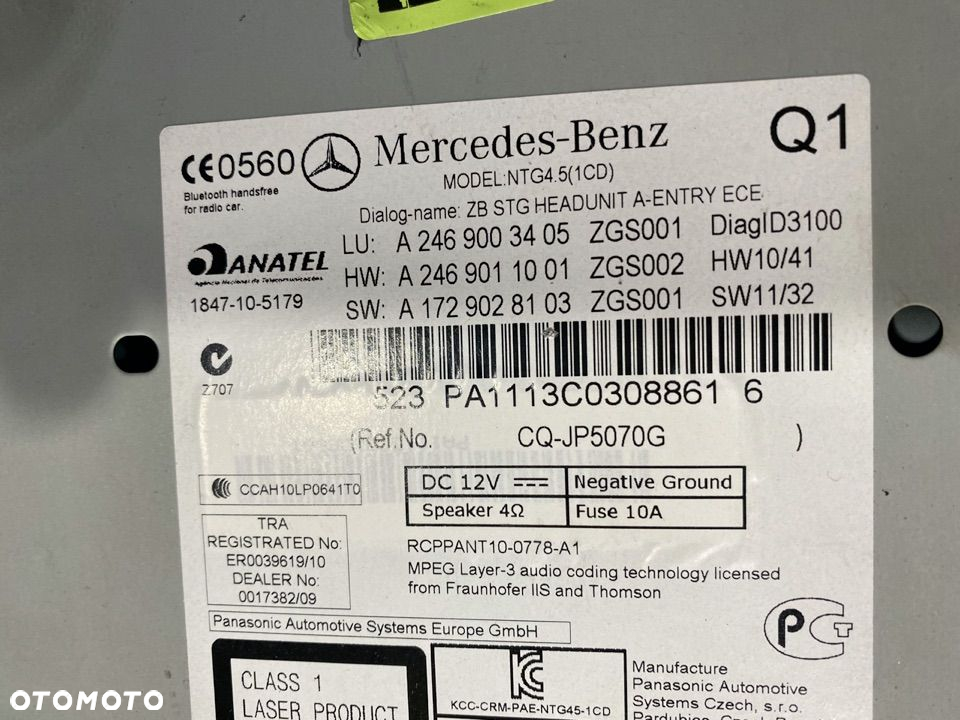 CE0560
Bluetooth handsfree
for radio car.
Mercedes-Benz
Q1
MODEL:NTG4.5(1CD)
Dialog-name: ZB STG HEADUNIT A-ENTRY ECE
LU: A 246 900 34 05 ZGS001 DiagID3100
HW: A 246 901 10 01 ZGS002 HW10/41
SW: A 172 902 81 03 ZGS001 SW11/32
ANATEL
Agência Nacional de Telecomunicações
1847-10-5179
Z707
523 PA1113C0308861 6
(Ref.No. CQ-JP5070G )
CCAH10LP0641T0
DC 12V Negative Ground
Speaker 4Ω Fuse 10A
TRA
REGISTRATED No:
ER0039619/10
DEALER No:
0017382/09
RCPPANT10-0778-A1
MPEG Layer-3 audio coding technology licensed
from Fraunhofer IIS and Thomson
Panasonic Automotive Systems Europe GmbH
CLASS 1
LASER PRODUCT
KCC-CRM-PAE-NTG45-1CD
Manufacture
Panasonic Automotive
Systems Czech, s.r.o.
OTOMOTO